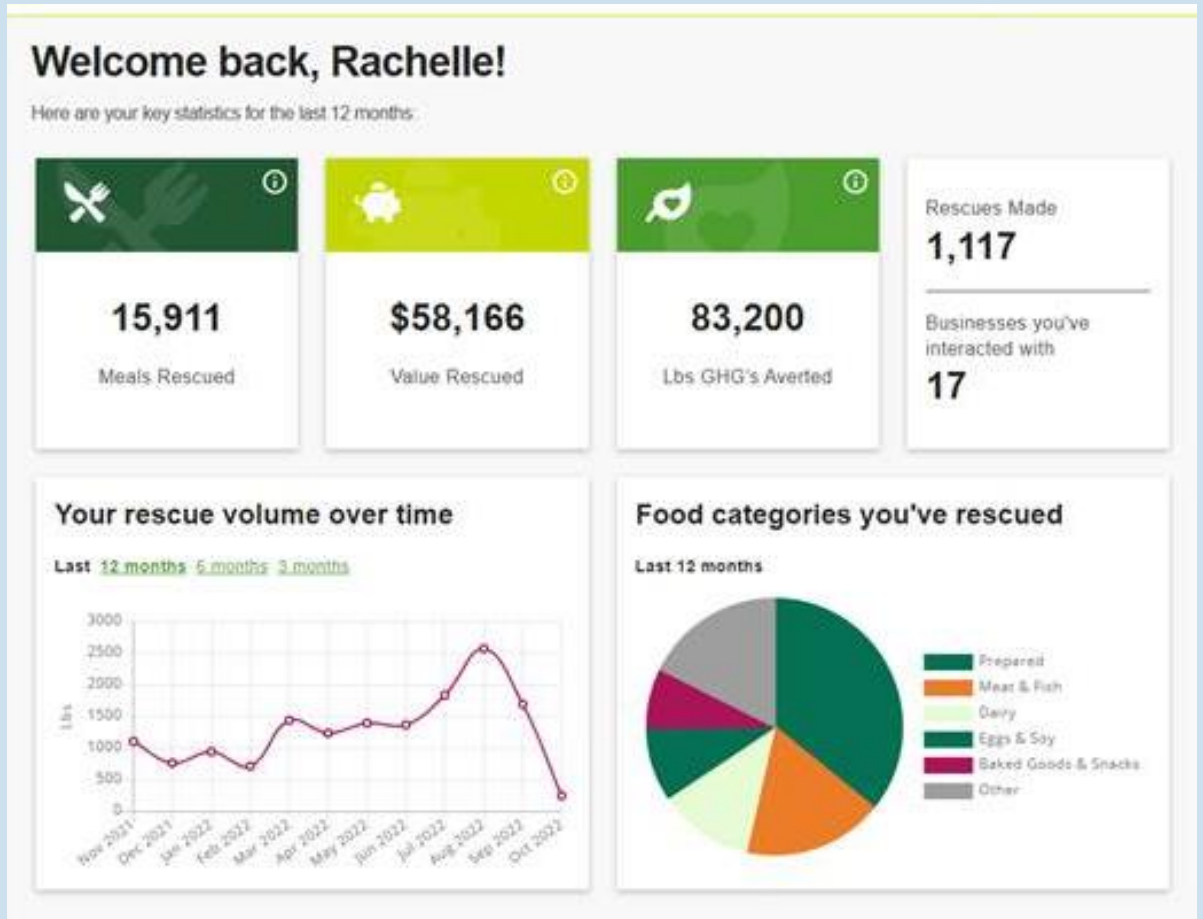 Welcome back, Rachelle!
Here are your key statistics for the last 12 months:
15,911
Meals Rescued
$58,166
Value Rescued
83,200
Lbs GHG's Averted
Rescues Made
1,117
Businesses you've
interacted with
17
Your rescue volume over time
Last 12 months 6 months 3 months
3000
2500
2000
1500
1000
500
0
Lbs
Nov 2021
Dec 2021
Jan 2022
Feb 2022
Mar 2022
Apr 2022
May 2022
Jun 2022
Jul 2022
Aug 2022
Sep 2022
Oct 2022
Food categories you've rescued
Last 12 months
Prepared
Meat & Fish
Dairy
Eggs & Soy
Baked Goods & Snacks
Other